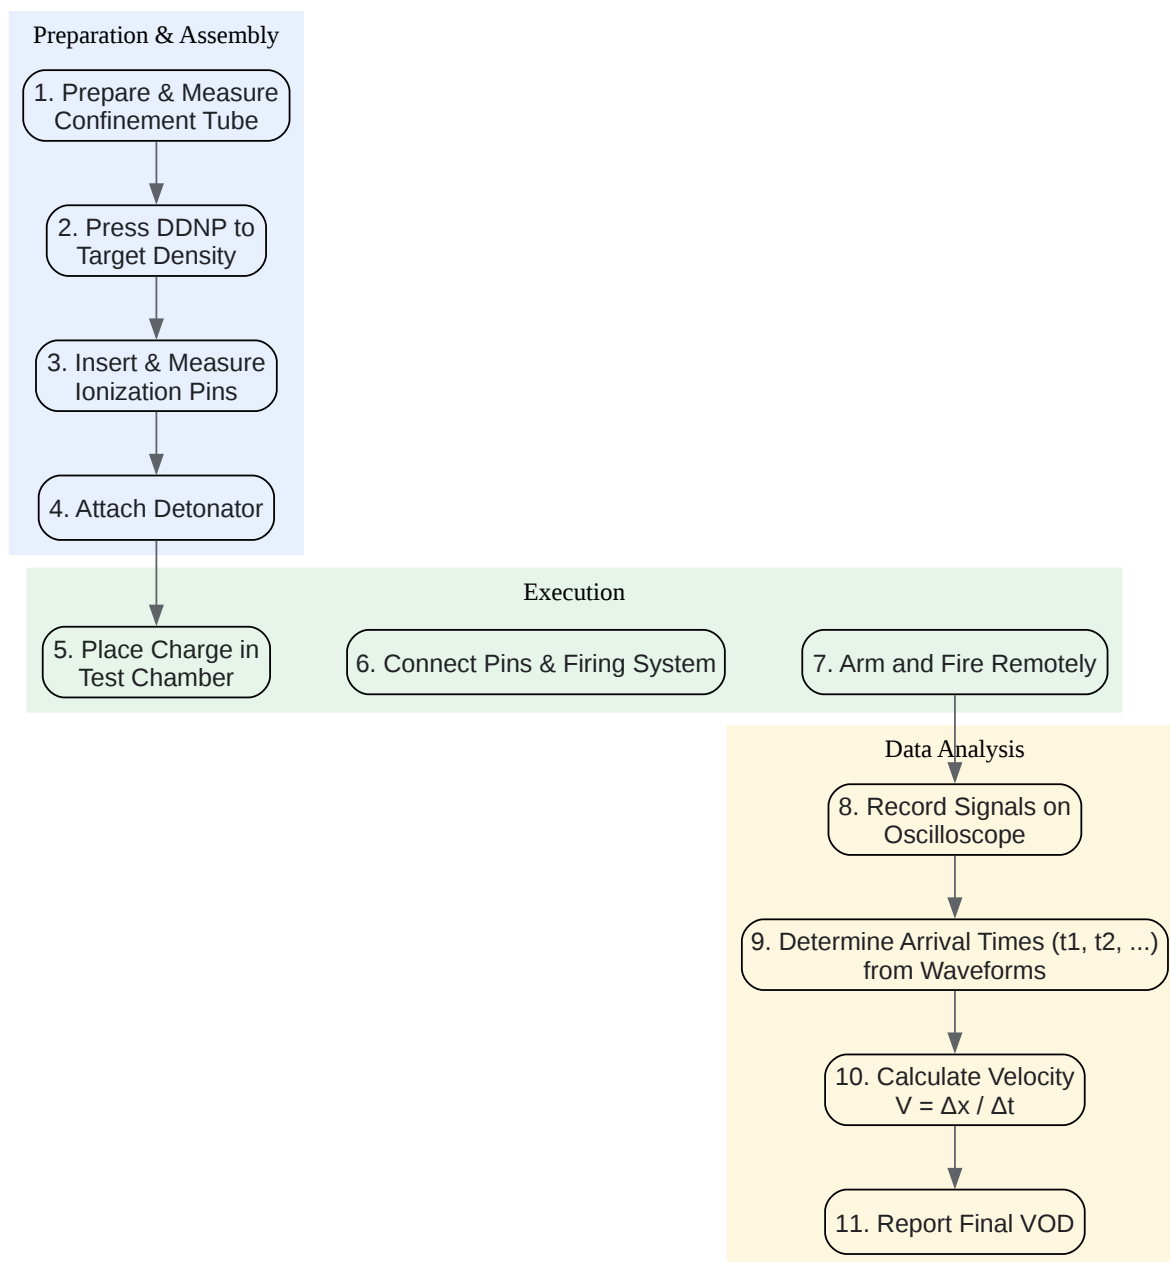 Preparation & Assembly
1. Prepare & Measure
Confinement Tube
2. Press DDNP to
Target Density
3. Insert & Measure
Ionization Pins
4. Attach Detonator
Execution
5. Place Charge in
Test Chamber
6. Connect Pins & Firing System
7. Arm and Fire Remotely
Data Analysis
8. Record Signals on
Oscilloscope
9. Determine Arrival Times (t1, t2, ...)
from Waveforms
10. Calculate Velocity
V = Δx / Δt
11. Report Final VOD